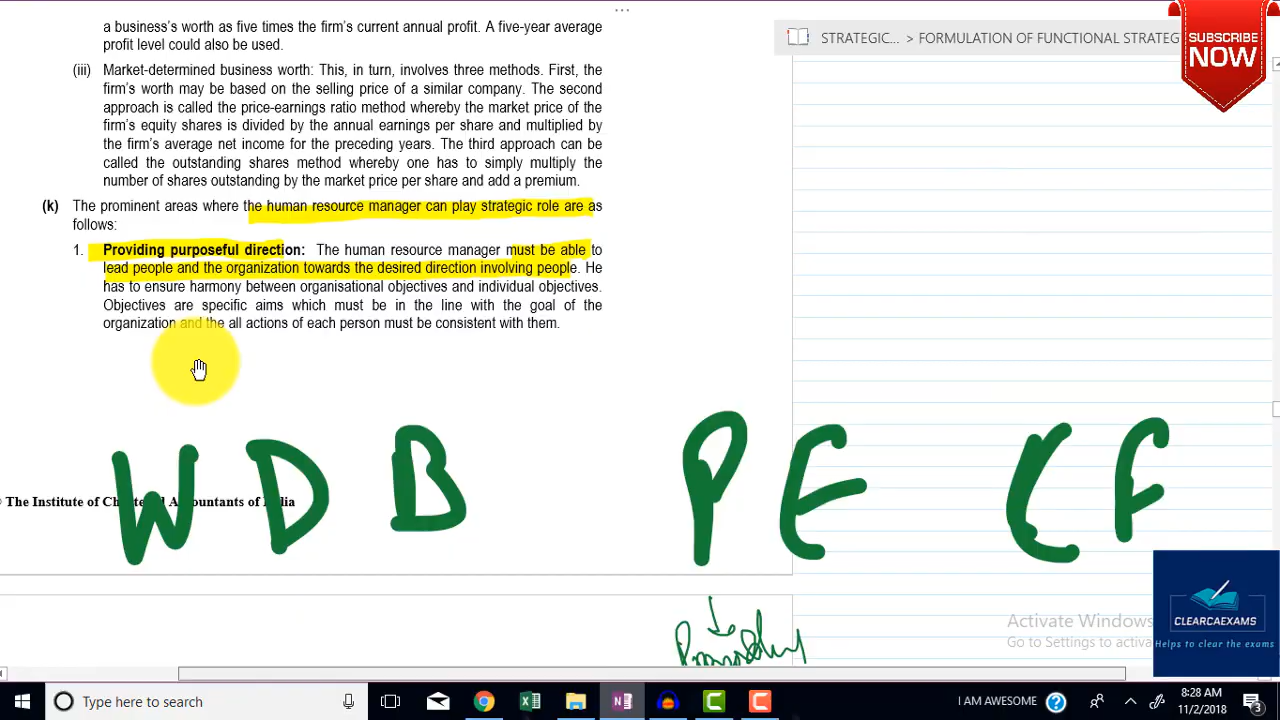 a business's worth as five times the firm's current annual profit. A five-year average
profit level could also be used.
STRATEGIC... > FORMULATION OF FUNCTIONAL STRATEG
SUBSCRIBE
NOW
(iii) Market-determined business worth: This, in turn, involves three methods. First, the
firm's worth may be based on the selling price of a similar company. The second
approach is called the price-earnings ratio method whereby the market price of the
firm's equity shares is divided by the annual earnings per share and multiplied by
the firm's average net income for the preceding years. The third approach can be
called the outstanding shares method whereby one has to simply multiply the
number of shares outstanding by the market price per share and add a premium.
(k) The prominent areas where the human resource manager can play strategic role are as
follows:
1. Providing purposeful direction: The human resource manager must be able to
lead people and the organization towards the desired direction involving people. He
has to ensure harmony between organisational objectives and individual objectives.
Objectives are specific aims which must be in the line with the goal of the
organization and the all actions of each person must be consistent with them.
W D B P E C F
The Institute of Chartered Accountants of India
CLEARCAEXAMS
Helps to clear the exams
Activate Windows
Go to Settings to activa
Type here to search
I AM AWESOME
8:28 AM
11/2/2018
3